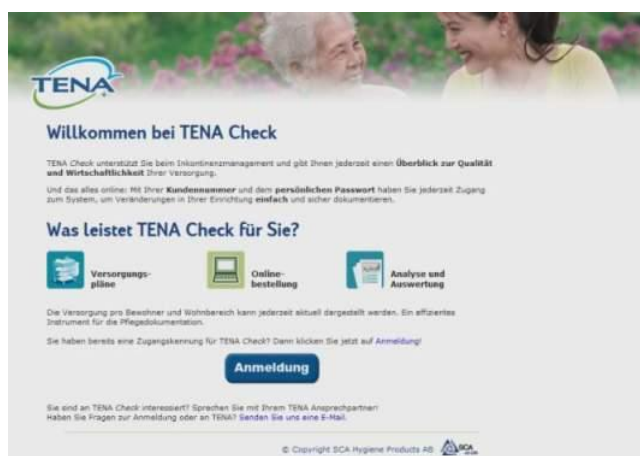 TENA
Willkommen bei TENA Check
TENA Check unterstützt Sie beim Inkontinenzmanagement und gibt Ihnen jederzeit einen Überblick zur Qualität
und Wirtschaftlichkeit Ihrer Versorgung.
Und das alles online: Mit Ihrer Kundennummer und dem persönlichen Passwort haben Sie jederzeit Zugang
zum System, um Veränderungen in Ihrer Einrichtung einfach und sicher dokumentieren.
Was leistet TENA Check für Sie?
Versorgungs-
pläne
Online-
bestellung
Analyse und
Auswertung
Die Versorgung pro Bewohner und Wohnbereich kann jederzeit aktuell dargestellt werden. Ein effizientes
Instrument für die Pflegedokumentation.
Sie haben bereits eine Zugangskennung für TENA Check? Dann klicken Sie jetzt auf Anmeldung!
Anmeldung
Sie sind an TENA Check interessiert? Sprechen Sie mit Ihrem TENA Ansprechpartner!
Haben Sie Fragen zur Anmeldung oder an TENA? Senden Sie uns eine E-Mail.
© Copyright SCA Hygiene Products AB
SCA